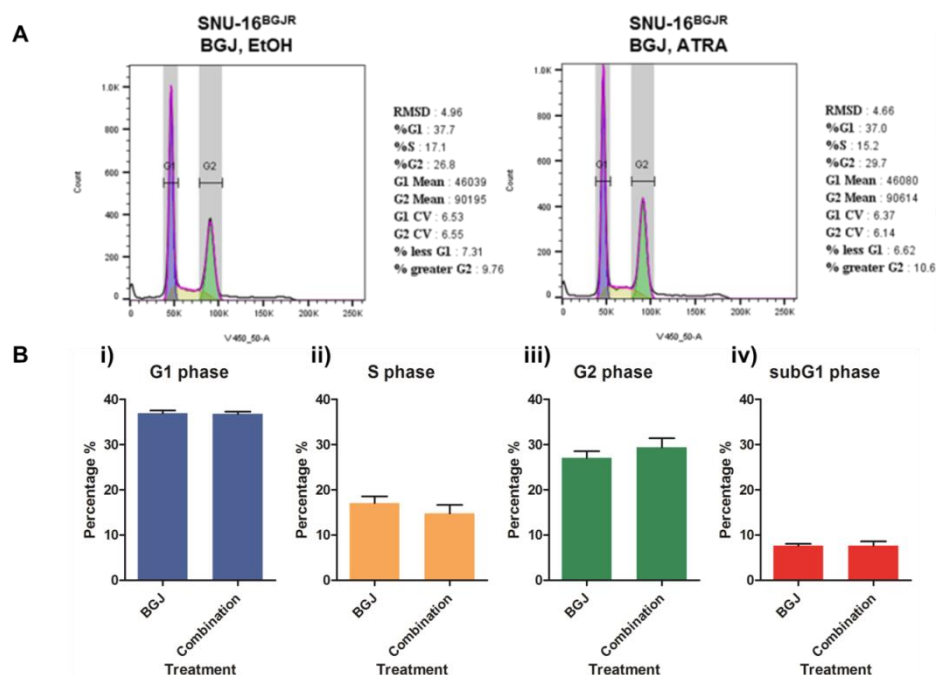 A
SNU-16BGJR
BGJ, EtOH
1.0K
800
600
400
200
0
Count
G1
G2
0
50K
100K
150K
200K
250K
V450_50-A
RMSD : 4.96
%G1 : 37.7
%S : 17.1
%G2 : 26.8
G1 Mean : 46039
G2 Mean : 90195
G1 CV : 6.53
G2 CV : 6.55
% less G1 : 7.31
% greater G2 : 9.76
SNU-16BGJR
BGJ, ATRA
1.0K
800
600
400
200
0
Count
G1
G2
0
50K
100K
150K
200K
250K
V450_50-A
RMSD : 4.66
%G1 : 37.0
%S : 15.2
%G2 : 29.7
G1 Mean : 46080
G2 Mean : 90614
G1 CV : 6.37
G2 CV : 6.14
% less G1 : 6.62
% greater G2 : 10.6
B
i)
G1 phase
Percentage %
40
30
20
10
0
BGJ
Combination
Treatment
ii)
S phase
Percentage %
40
30
20
10
0
BGJ
Combination
Treatment
iii)
G2 phase
Percentage %
40
30
20
10
0
BGJ
Combination
Treatment
iv)
subG1 phase
Percentage %
40
30
20
10
0
BGJ
Combination
Treatment